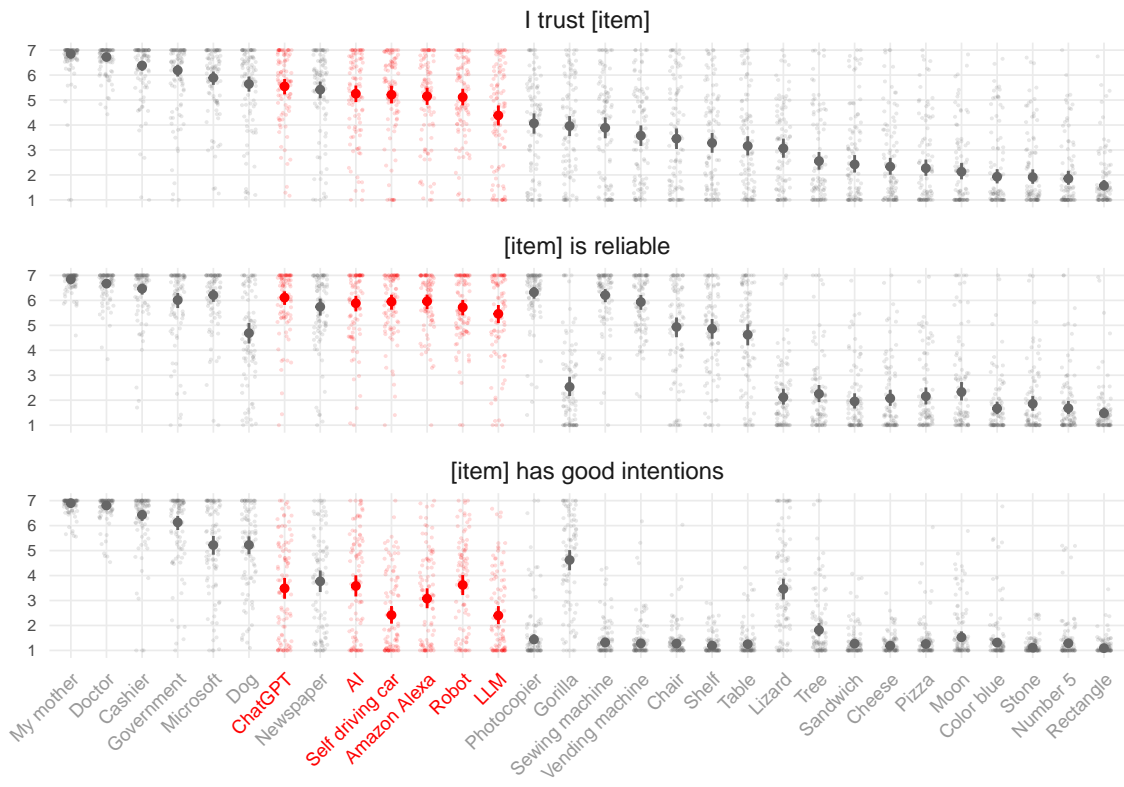 I trust [item]
7
6
5
4
3
2
1
[item] is reliable
7
6
5
4
3
2
1
[item] has good intentions
7
6
5
4
3
2
1
My mother
Doctor
Cashier
Government
Microsoft
Dog
ChatGPT
Newspaper
AI
Self driving car
Amazon Alexa
Robot
LLM
Photocopier
Gorilla
Sewing machine
Vending machine
Chair
Shelf
Table
Lizard
Tree
Sandwich
Cheese
Pizza
Moon
Color blue
Stone
Number 5
Rectangle